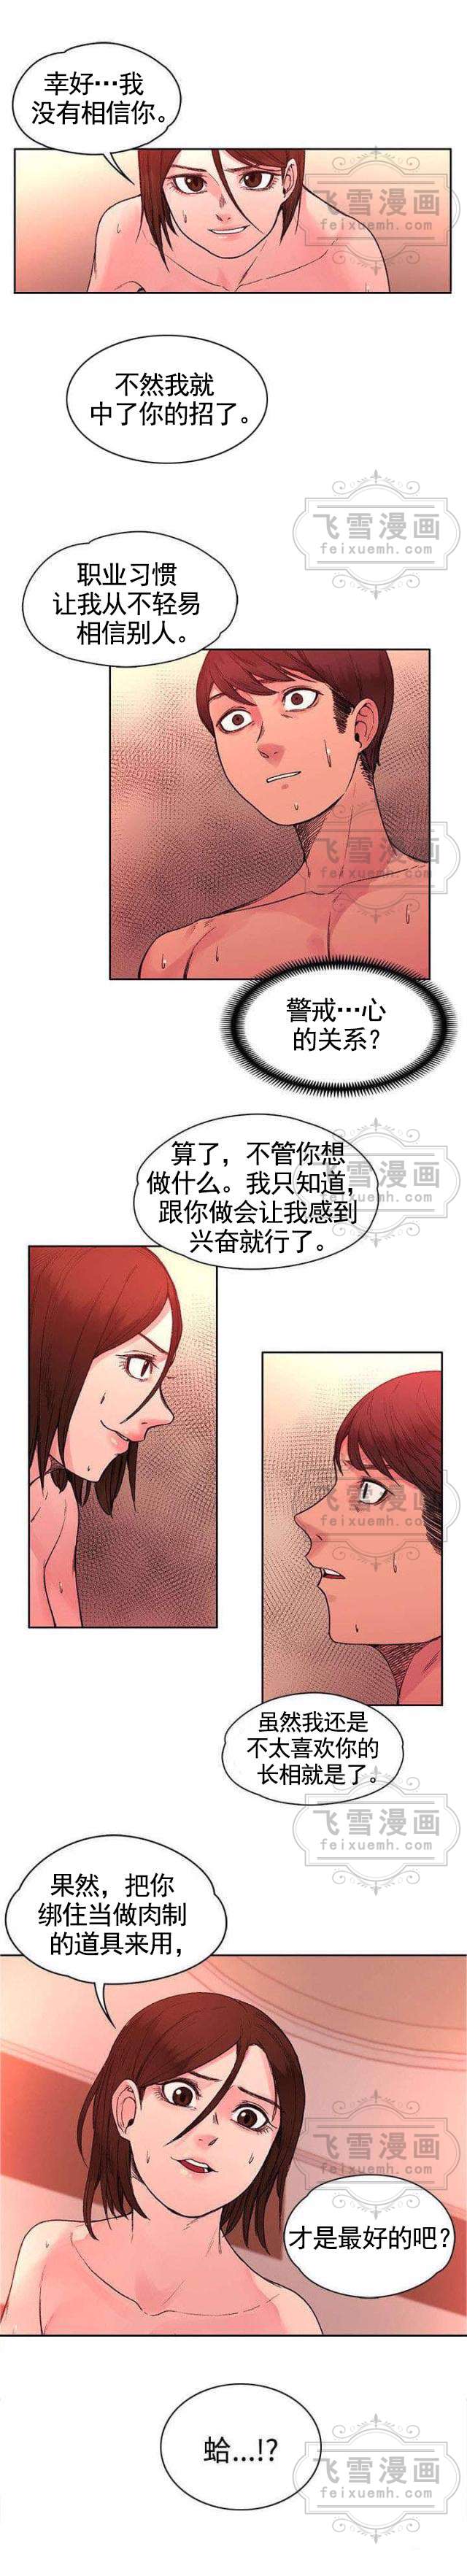 幸好…我
没有相信你。
飞雪漫画
feixuemh.com
不然我就
中了你的招了。
飞雪漫画
feixuemh.com
职业习惯
让我从不轻易
相信别人。
飞雪漫画
feixuemh.com
警戒…心
的关系？
算了，不管你想
做什么。我只知道，
跟你做会让我感到
兴奋就行了。
飞雪漫画
feixuemh.com
飞雪漫画
feixuemh.com
虽然我还是
不太喜欢你的
长相就是了。
飞雪漫画
feixuemh.com
果然，把你
绑住当做肉制
的道具来用，
飞雪漫画
feixuemh.com
才是最好的吧？
蛤...!?
飞雪漫画
feixuemh.com